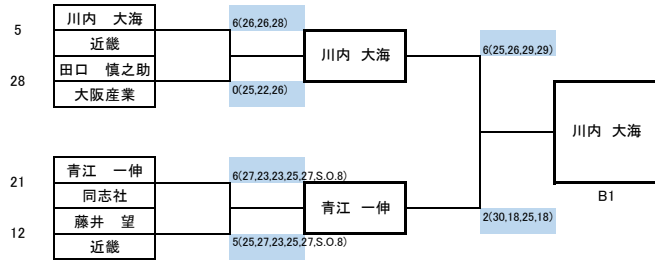 5
川内　大海
近畿
28
田口　慎之助
大阪産業
6(26,26,28)
0(25,22,26)
川内　大海
21
青江　一伸
同志社
12
藤井　望
近畿
6(27,23,23,25,27,S.O.8)
5(25,27,23,25,27,S.O.8)
青江　一伸
6(25,26,29,29)
2(30,18,25,18)
川内　大海
B1